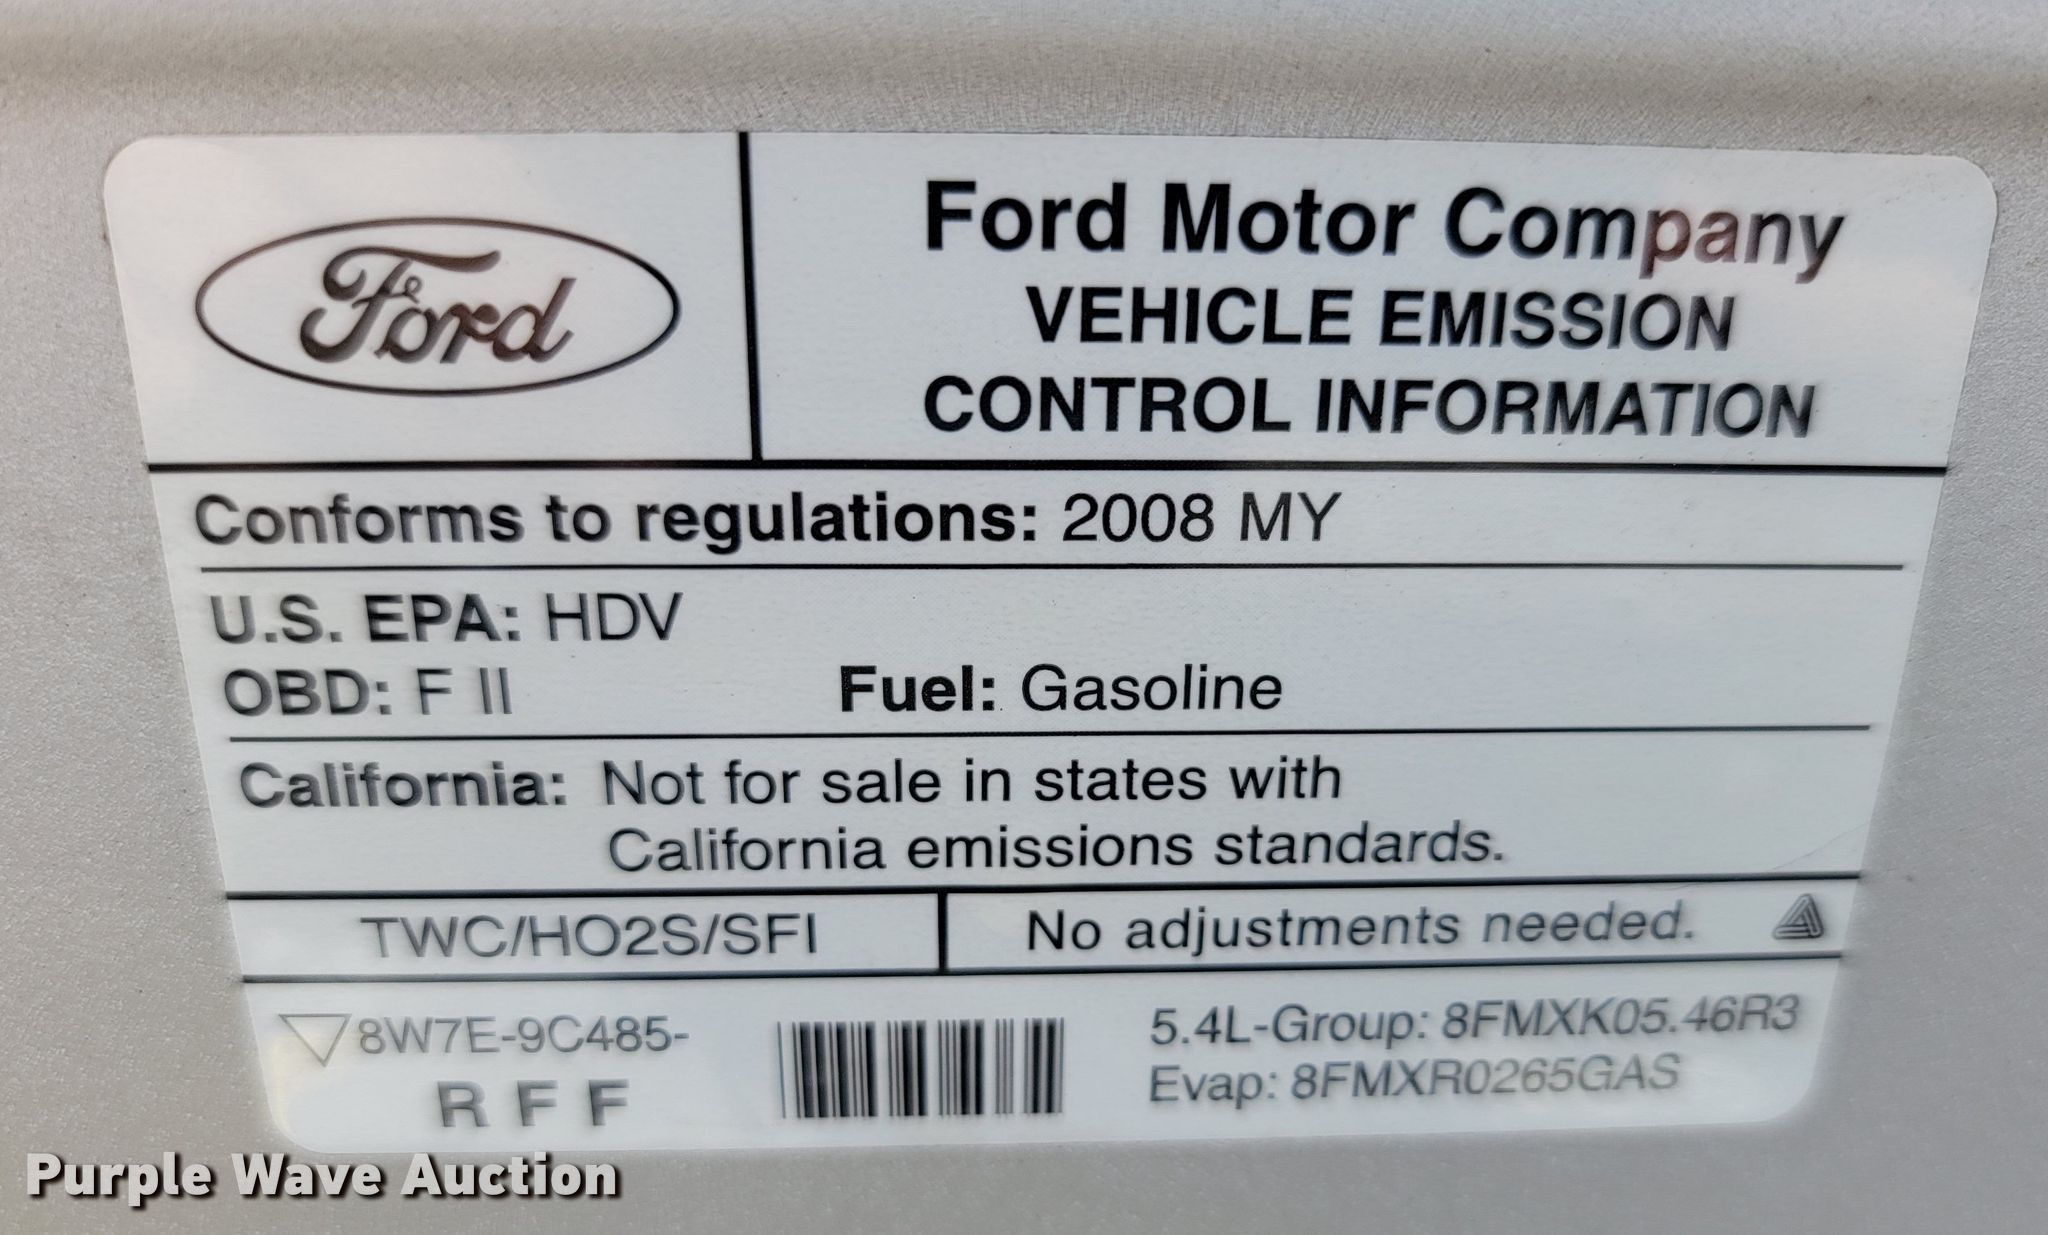 Ford
Ford Motor Company
VEHICLE EMISSION
CONTROL INFORMATION
Conforms to regulations: 2008 MY
U.S. EPA: HDV
OBD: F II Fuel: Gasoline
California: Not for sale in states with
California emissions standards.
TWC/HO2S/SFI No adjustments needed.
8W7E-9C485-
R F F
5.4L-Group: 8FMXK05.46R3
Evap: 8FMXR0265GAS
Purple Wave Auction